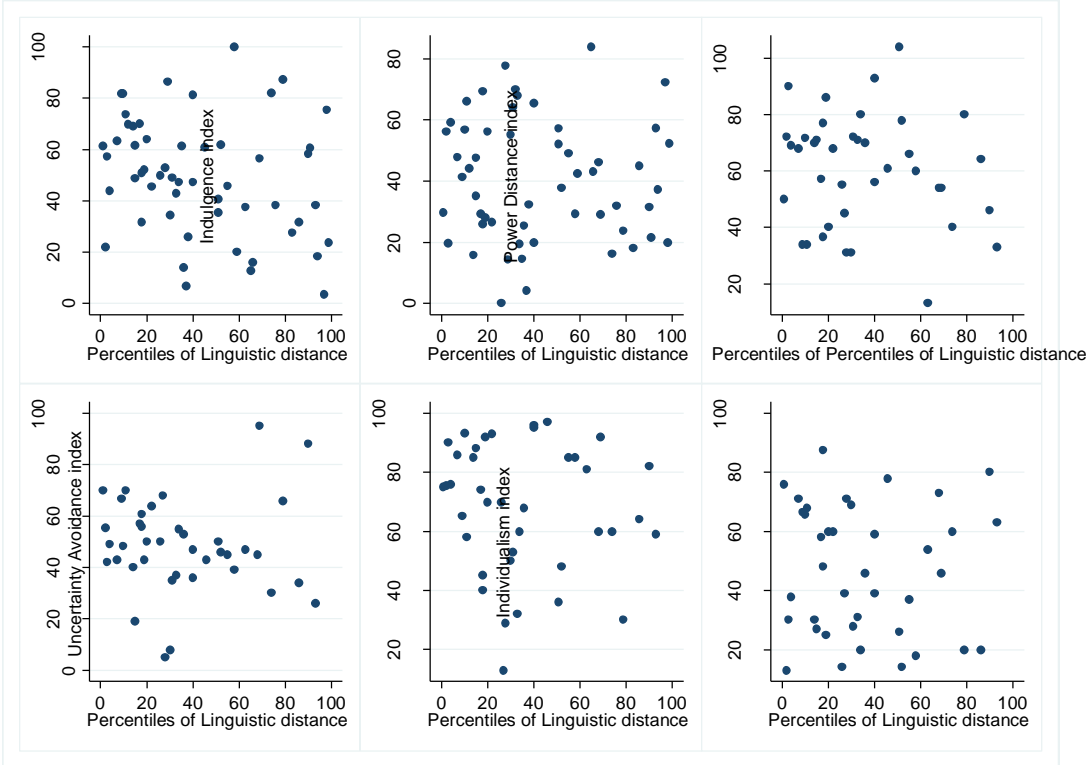 100
80
60
40
20
0
Indulgence Index
0 20 40 60 80 100
Percentiles of Linguistic distance
80
60
40
20
0
Power Distance index
0 20 40 60 80 100
Percentiles of Linguistic distance
100
80
60
40
20
0 20 40 60 80 100
Percentiles of Percentiles of Linguistic distance
100
80
60
40
20
0
Uncertainty Avoidance index
0 20 40 60 80 100
Percentiles of Linguistic distance
100
80
60
40
20
Individualism index
0 20 40 60 80 100
Percentiles of Linguistic distance
100
80
60
40
20
0 20 40 60 80 100
Percentiles of Linguistic distance